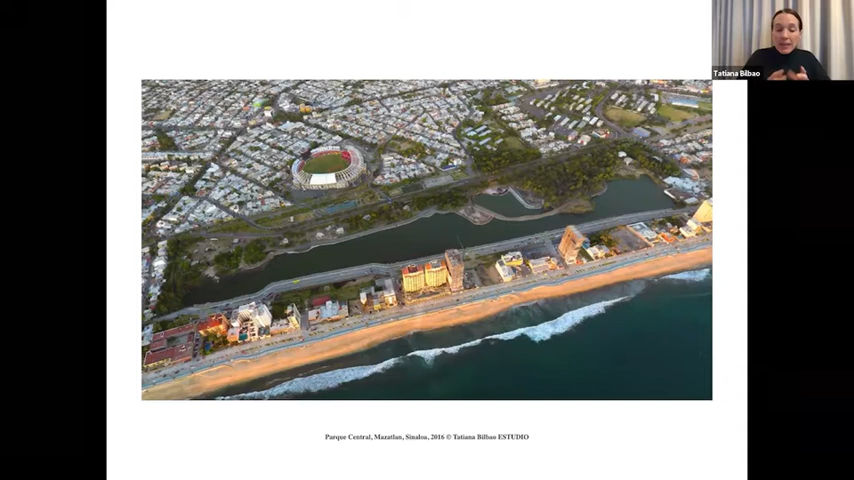 Tatiana Bilbao
Parque Central, Mazatlan, Sinaloa, 2016 © Tatiana Bilbao ESTUDIO